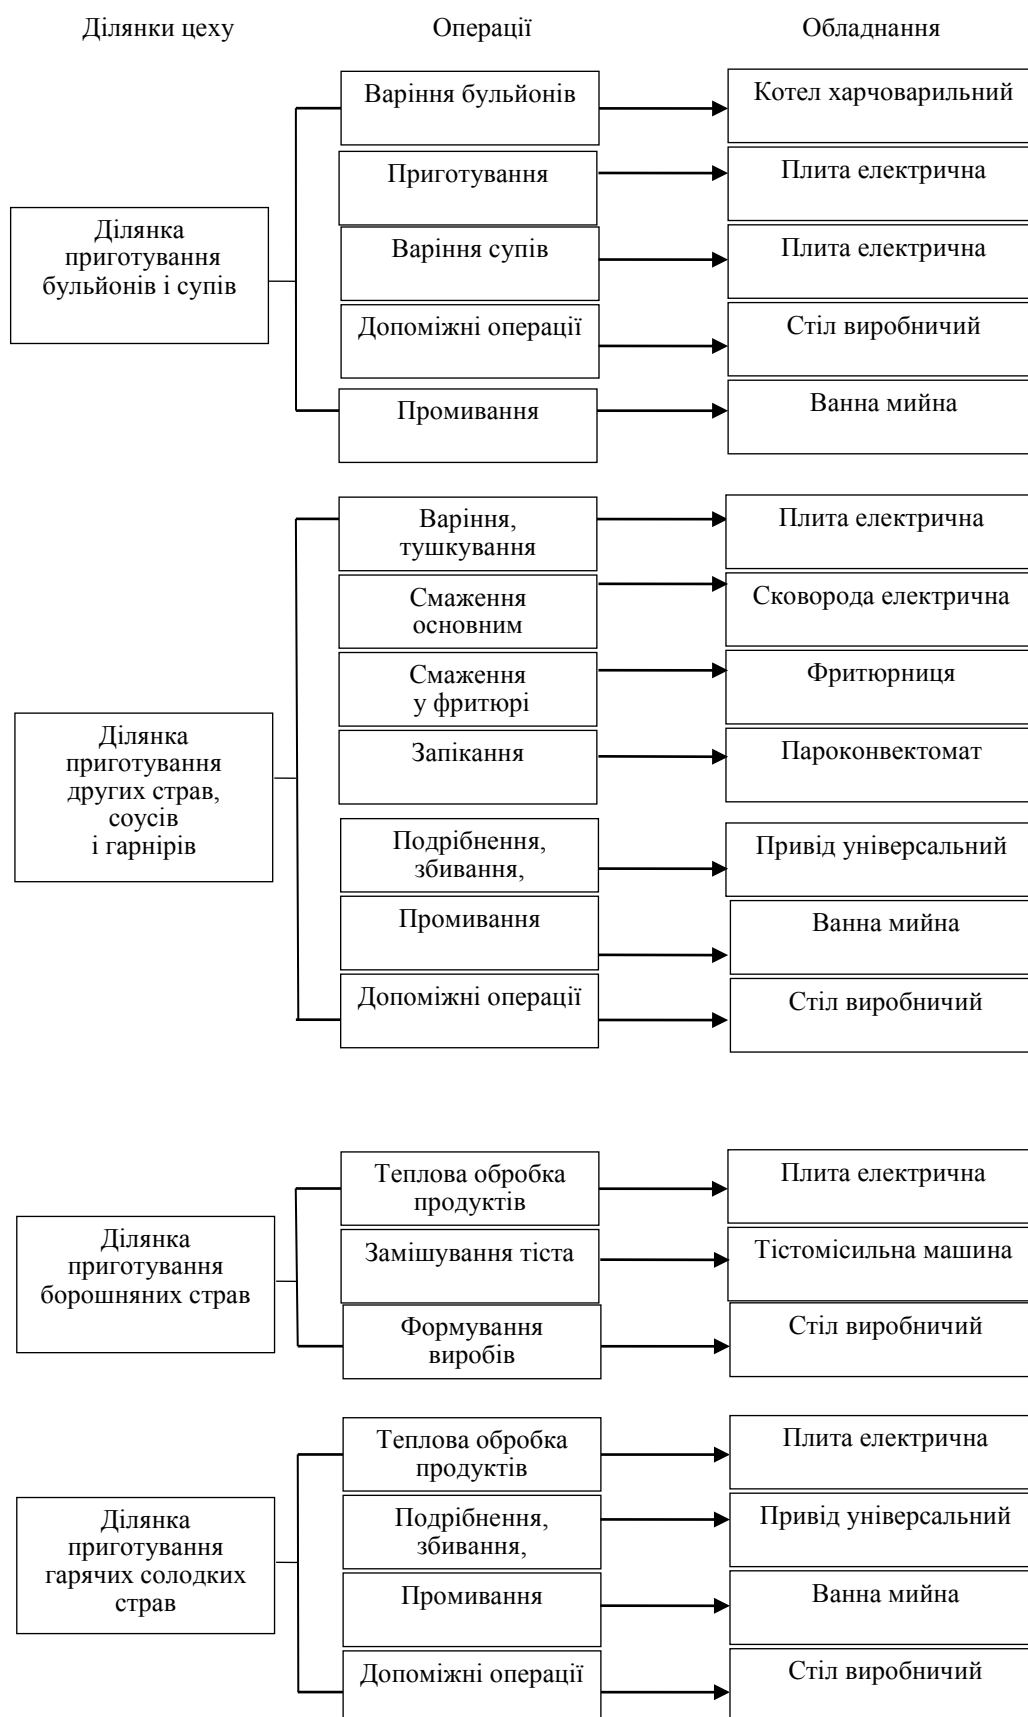 Ділянки цеху
Операції
Обладнання
Варіння бульйонів
Котел харчоварильний
Приготування
Плита електрична
Ділянка
приготування
бульйонів і супів
Варіння супів
Плита електрична
Допоміжні операції
Стіл виробничий
Промивання
Ванна мийна
Варіння,
тушкування
Плита електрична
Смаження
основним
Сковорода електрична
Смаження
у фритюрі
Фритюрниця
Ділянка
приготування
других страв,
соусів
і гарнірів
Запікання
Пароконвектомат
Подрібнення,
збивання,
Привід універсальний
Промивання
Ванна мийна
Допоміжні операції
Стіл виробничий
Теплова обробка
продуктів
Плита електрична
Ділянка
приготування
борошняних страв
Замішування тіста
Тістомісильна машина
Формування
виробів
Стіл виробничий
Теплова обробка
продуктів
Плита електрична
Ділянка
приготування
гарячих солодких
страв
Подрібнення,
збивання,
Привід універсальний
Промивання
Ванна мийна
Допоміжні операції
Стіл виробничий